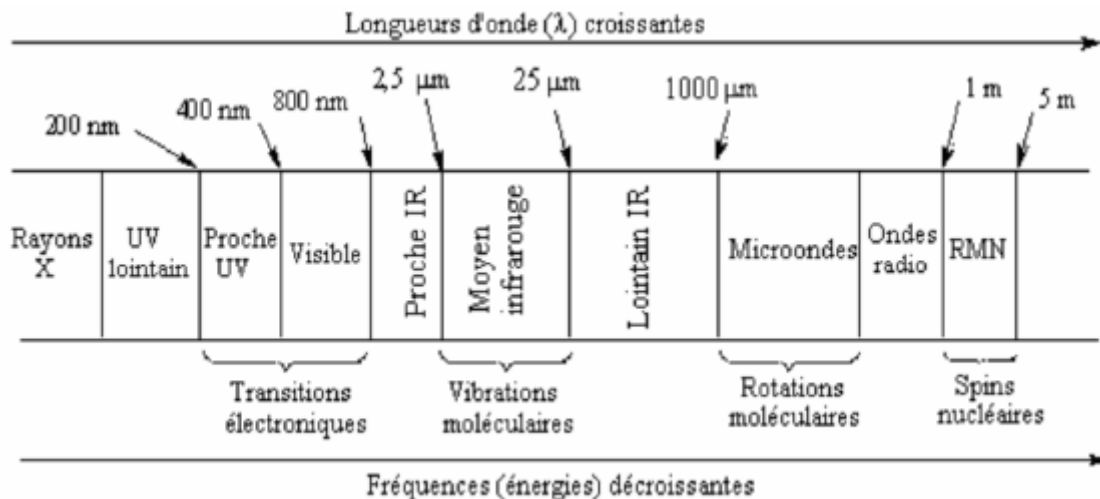 Longueurs d'onde (λ) croissantes
200 nm
400 nm
800 nm
2,5 μm
25 μm
1000 μm
1 m
5 m
Rayons
X
UV
lointain
Proche
UV
Visible
Proche IR
Moyen
infrarouge
Lointain IR
Microondes
Ondes
radio
RMN
Transitions
électroniques
Vibrations
moléculaires
Rotations
moléculaires
Spins
nucléaires
Fréquences (énergies) décroissantes